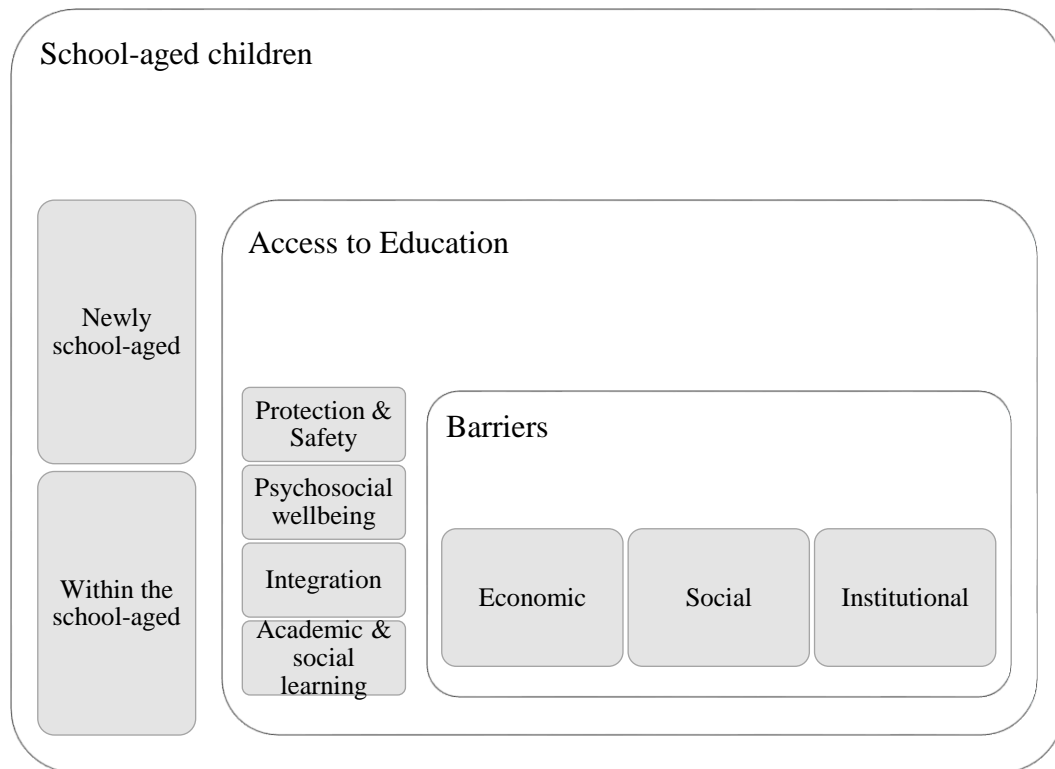 School-aged children
Newly
school-aged
Within the
school-aged
Access to Education
Protection &
Safety
Psychosocial
wellbeing
Integration
Academic &
social
learning
Barriers
Economic
Social
Institutional